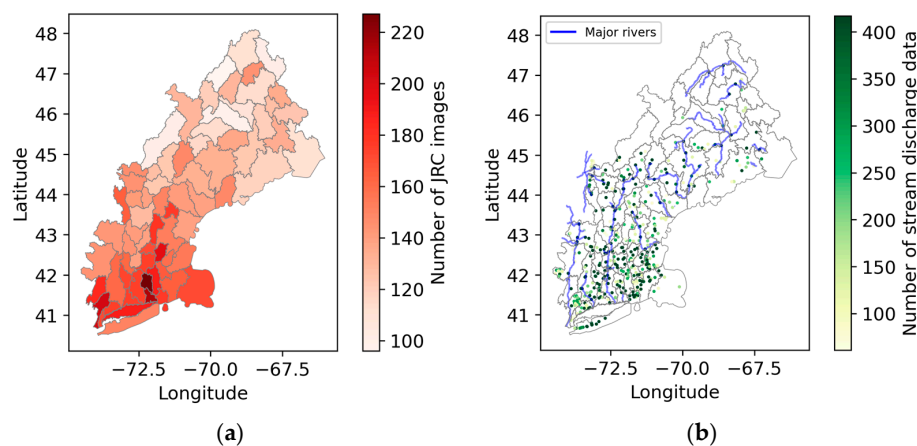 48
47
46
45
44
43
42
41
Latitude
−72.5 −70.0 −67.5
Longitude
220
200
180
160
140
120
100
Number of JRC images
(a)
Major rivers
48
47
46
45
44
43
42
41
Latitude
−72.5 −70.0 −67.5
Longitude
400
350
300
250
200
150
100
Number of stream discharge data
(b)